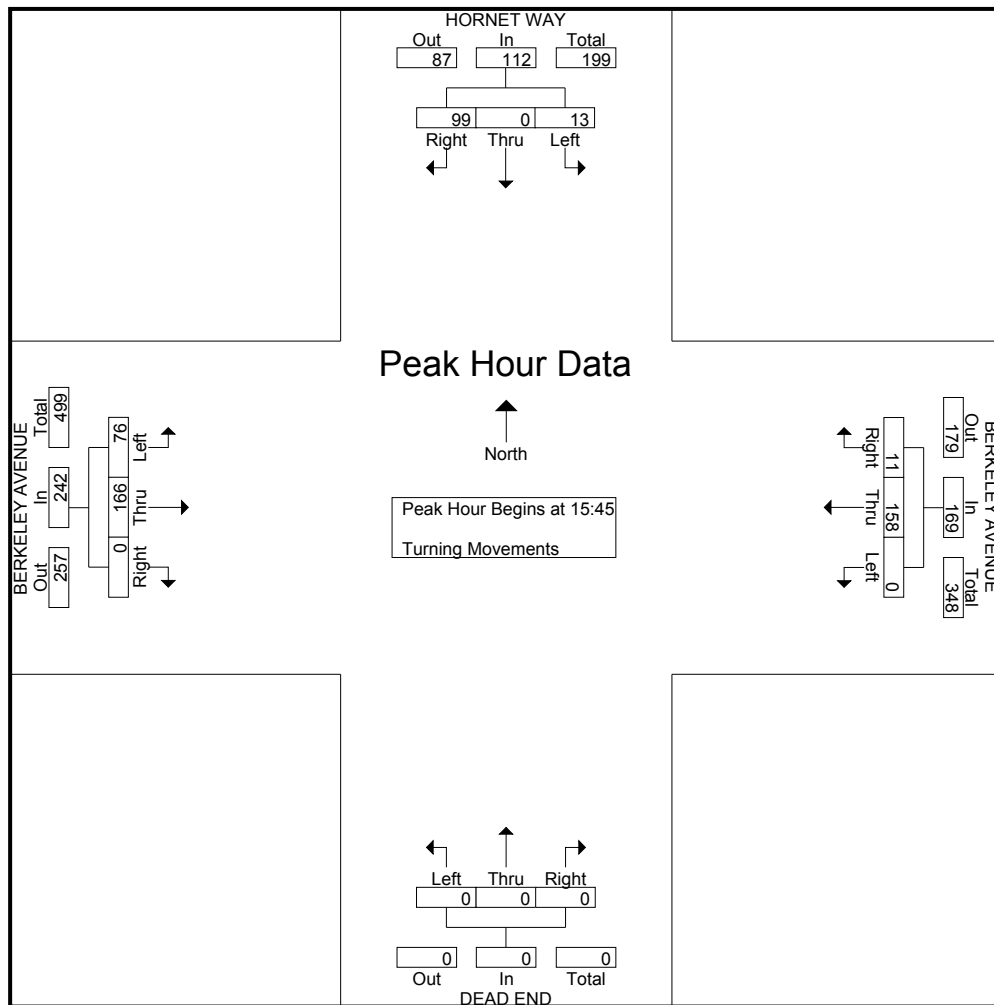 HORNET WAY
Out In Total
87 112 199
99 0 13
Right Thru Left
Peak Hour Data
North
Peak Hour Begins at 15:45
Turning Movements
BERKELEY AVENUE
Out In Total
257 242 499
0 166 76
Right Thru Left
BERKELEY AVENUE
Out In Total
179 169 348
11 158 0
Right Thru Left
Left Thru Right
0 0 0
0 0 0
Out In Total
DEAD END